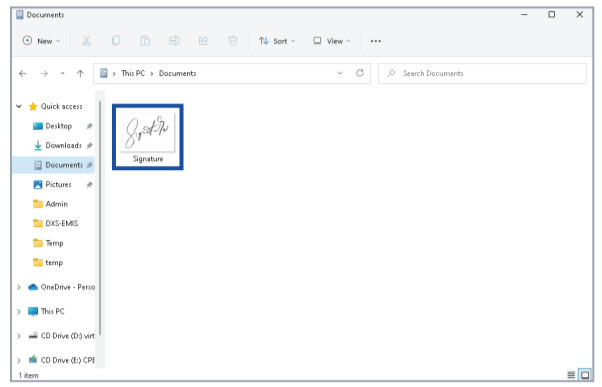 Documents
New
Sort
View
This PC > Documents
Search Documents
Quick access
Desktop
Downloads
Documents
Pictures
Admin
DXS-EMIS
Temp
temp
OneDrive - Perso
This PC
CD Drive (D:) virt
CD Drive (E:) CPE
Signature
Signature
1 item